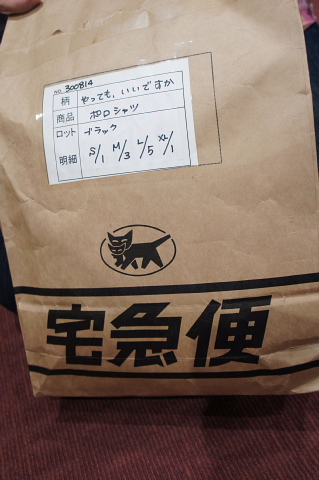 No. 300814
柄 やっても、いいですか
商品 ポロシャツ
ロット ブラック
明細 S/1 M/3 L/5 XL/1
宅急便